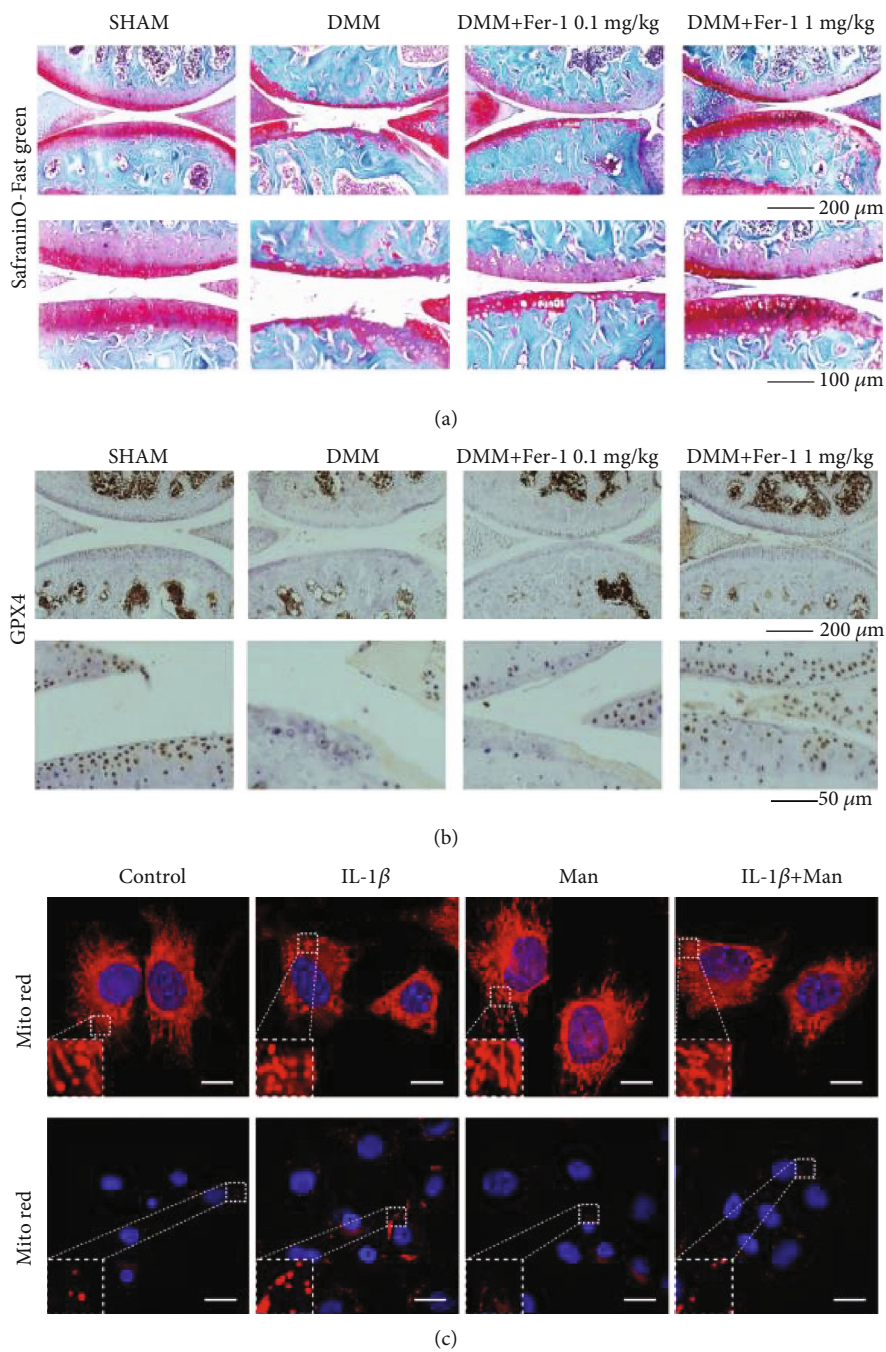 SHAM DMM DMM+Fer-1 0.1 mg/kg DMM+Fer-1 1 mg/kg
SafraninO-Fast green
200 μm
100 μm
(a)
SHAM DMM DMM+Fer-1 0.1 mg/kg DMM+Fer-1 1 mg/kg
GPX4
200 μm
50 μm
(b)
Control IL-1β Man IL-1β+Man
Mito red
Mito red
(c)